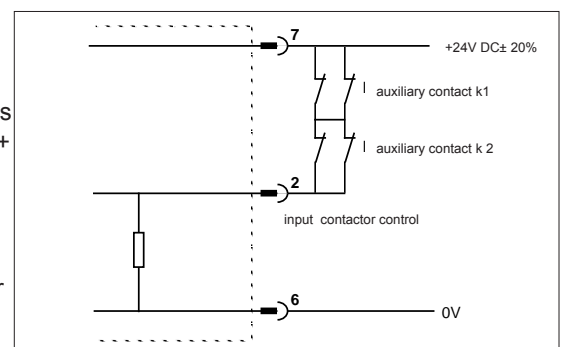 7
+24V DC± 20%
auxiliary contact k1
s
+
auxiliary contact k 2
2
input contactor control
r
6
0V